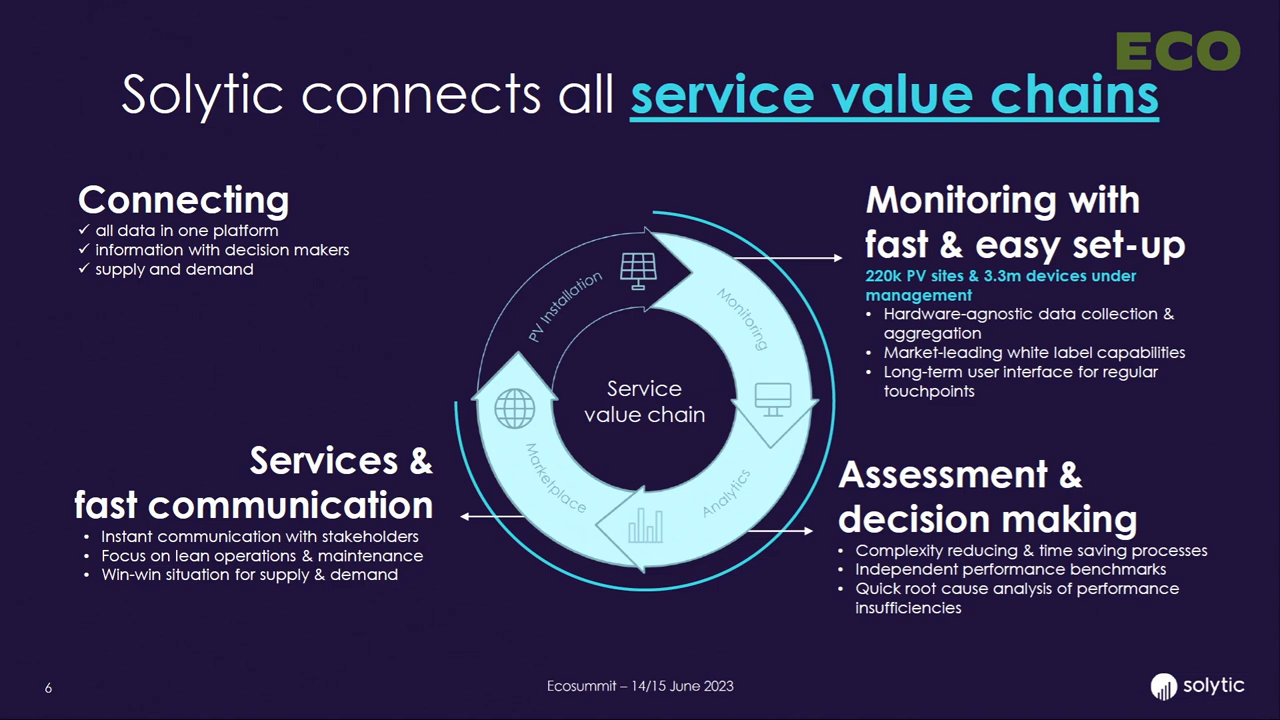 ECO
Solytic connects all service value chains
Connecting
✓ all data in one platform
✓ information with decision makers
✓ supply and demand
Monitoring with
fast & easy set-up
220k PV sites & 3.3m devices under
management
• Hardware-agnostic data collection &
aggregation
• Market-leading white label capabilities
• Long-term user interface for regular
touchpoints
PV Installation
Monitoring
Service
value chain
Marketplace
Analytics
Services &
fast communication
• Instant communication with stakeholders
• Focus on lean operations & maintenance
• Win-win situation for supply & demand
Assessment &
decision making
• Complexity reducing & time saving processes
• Independent performance benchmarks
• Quick root cause analysis of performance
insufficiencies
6
Ecosummit – 14/15 June 2023
solytic